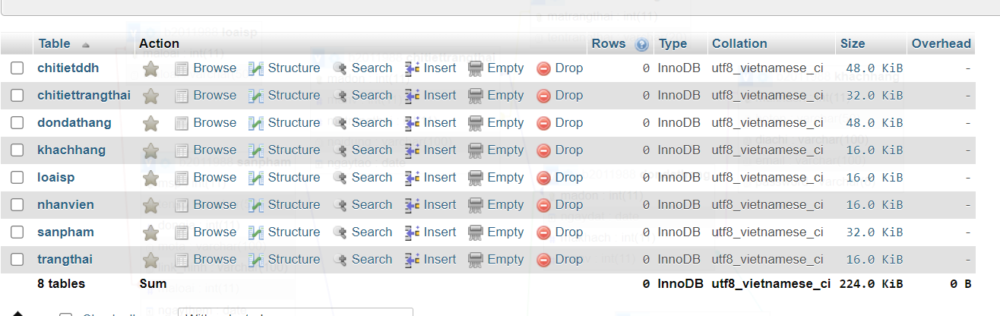 Table Action Rows Type Collation Size Overhead
chitietddh Browse Structure Search Insert Empty Drop 0 InnoDB utf8_vietnamese_ci 48.0 KiB -
chitiettrangthai Browse Structure Search Insert Empty Drop 0 InnoDB utf8_vietnamese_ci 32.0 KiB -
dondathang Browse Structure Search Insert Empty Drop 0 InnoDB utf8_vietnamese_ci 48.0 KiB -
khachhang Browse Structure Search Insert Empty Drop 0 InnoDB utf8_vietnamese_ci 16.0 KiB -
loaisp Browse Structure Search Insert Empty Drop 0 InnoDB utf8_vietnamese_ci 16.0 KiB -
nhanvien Browse Structure Search Insert Empty Drop 0 InnoDB utf8_vietnamese_ci 16.0 KiB -
sanpham Browse Structure Search Insert Empty Drop 0 InnoDB utf8_vietnamese_ci 32.0 KiB -
trangthai Browse Structure Search Insert Empty Drop 0 InnoDB utf8_vietnamese_ci 16.0 KiB -
8 tables Sum 0 InnoDB utf8_vietnamese_ci 224.0 KiB 0 B